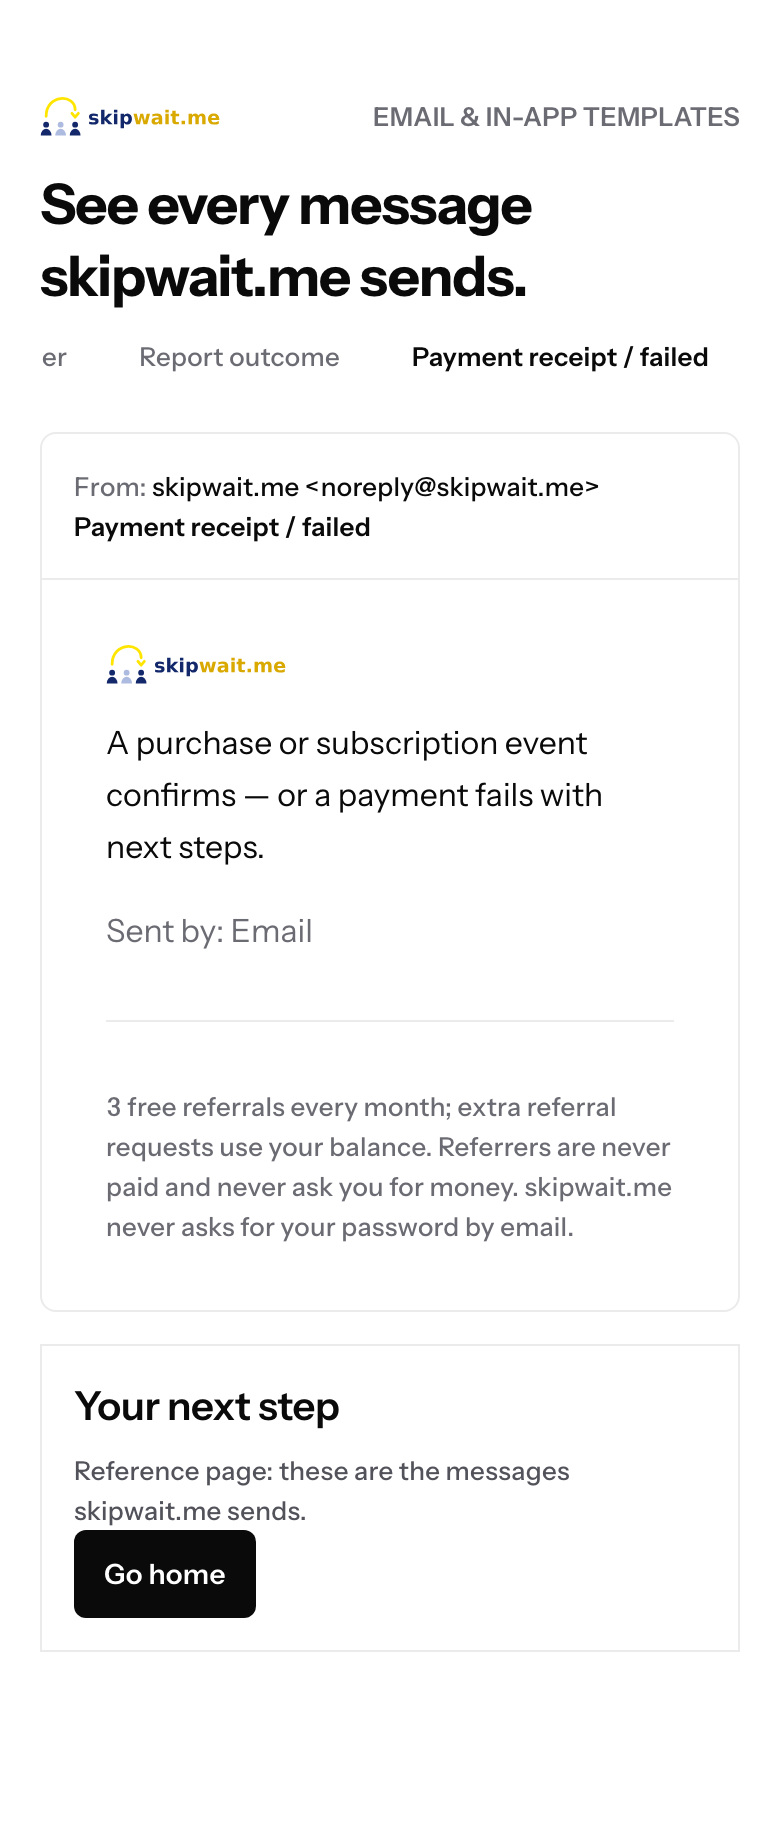 skipwait.me
EMAIL & IN-APP TEMPLATES
See every message
skipwait.me sends.
er
Report outcome
Payment receipt / failed
From: skipwait.me <noreply@skipwait.me>
Payment receipt / failed
skipwait.me
A purchase or subscription event
confirms — or a payment fails with
next steps.
Sent by: Email
3 free referrals every month; extra referral
requests use your balance. Referrers are never
paid and never ask you for money. skipwait.me
never asks for your password by email.
Your next step
Reference page: these are the messages
skipwait.me sends.
Go home